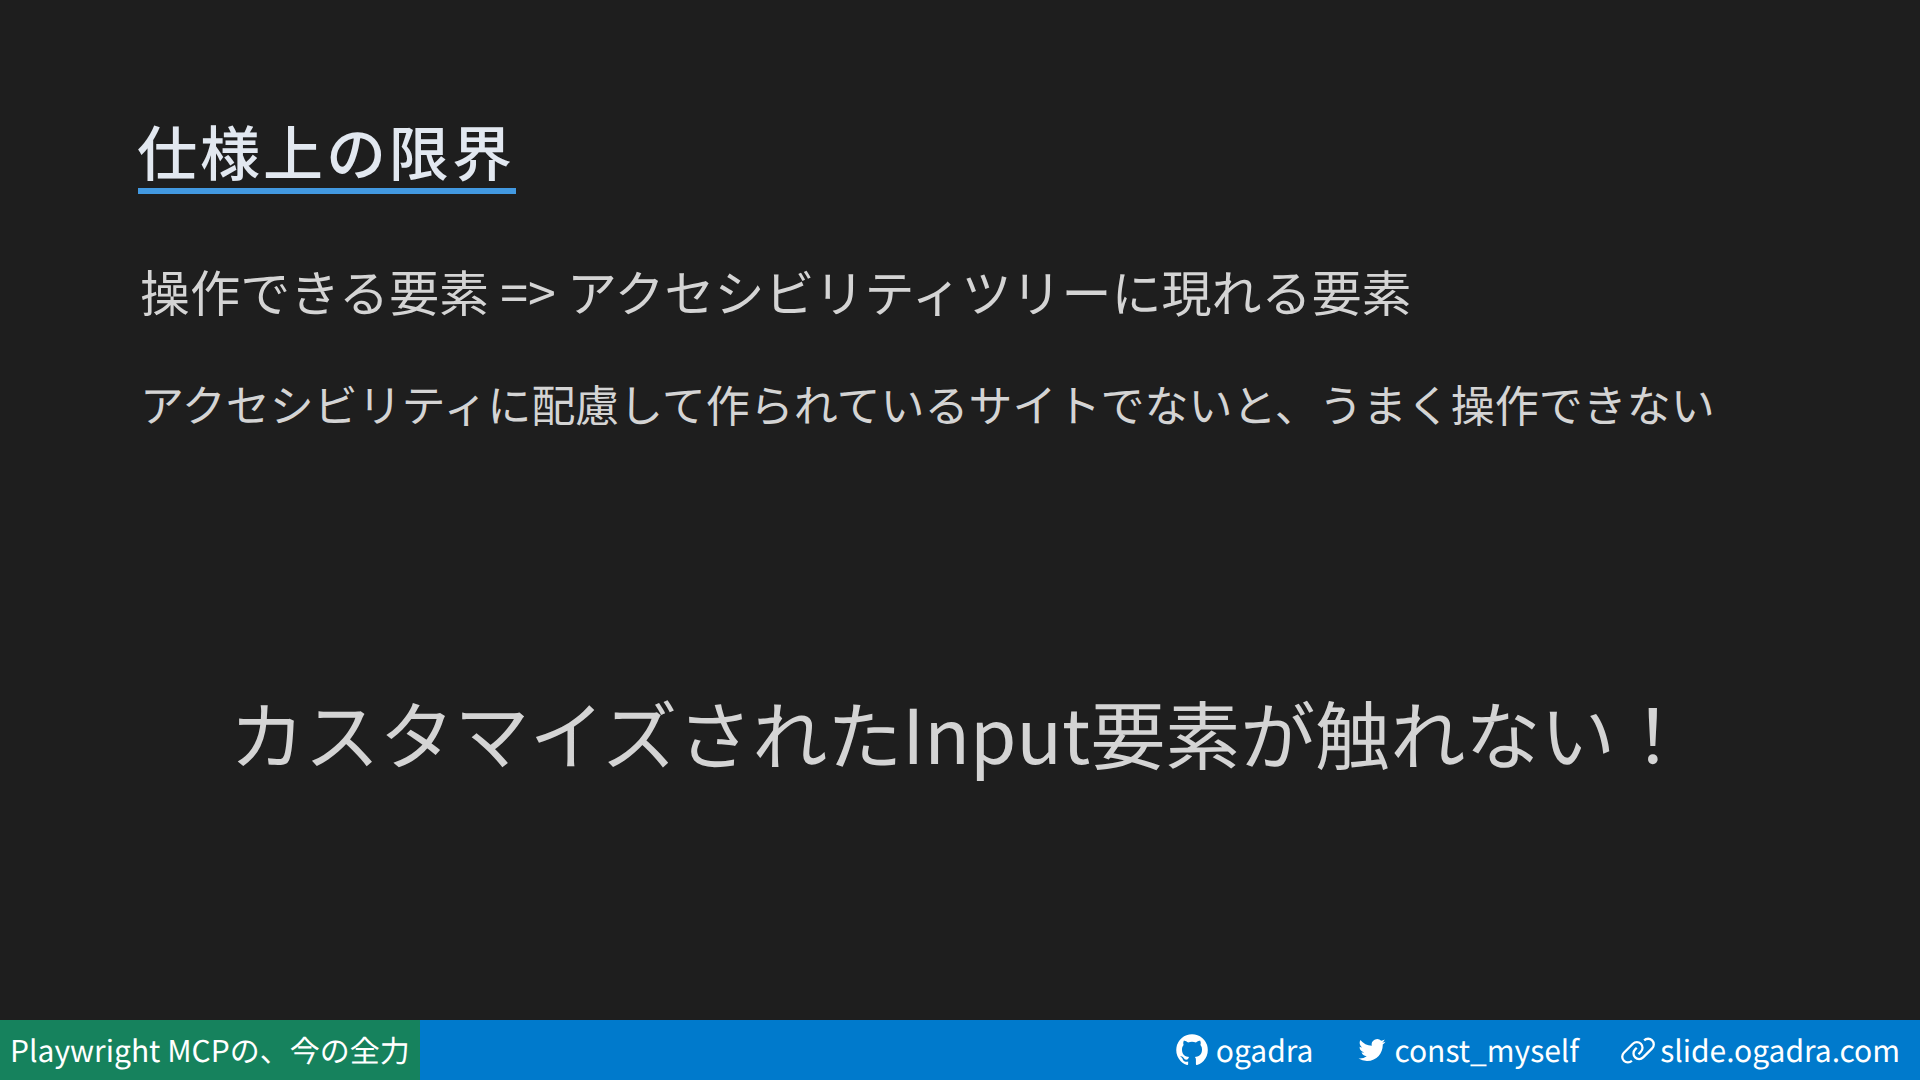 仕様上の限界
操作できる要素 => アクセシビリティツリーに現れる要素
アクセシビリティに配慮して作られているサイトでないと、うまく操作できない
カスタマイズされたInput要素が触れない！
Playwright MCPの、今の全力
ogadra
const_myself
slide.ogadra.com